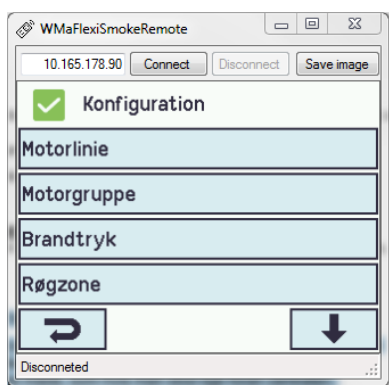 WMaFlexiSmokeRemote
10.165.178.90 Connect Disconnect Save image
Konfiguration
Motorlinie
Motorgruppe
Brandtryk
Røgzone
Disconneted